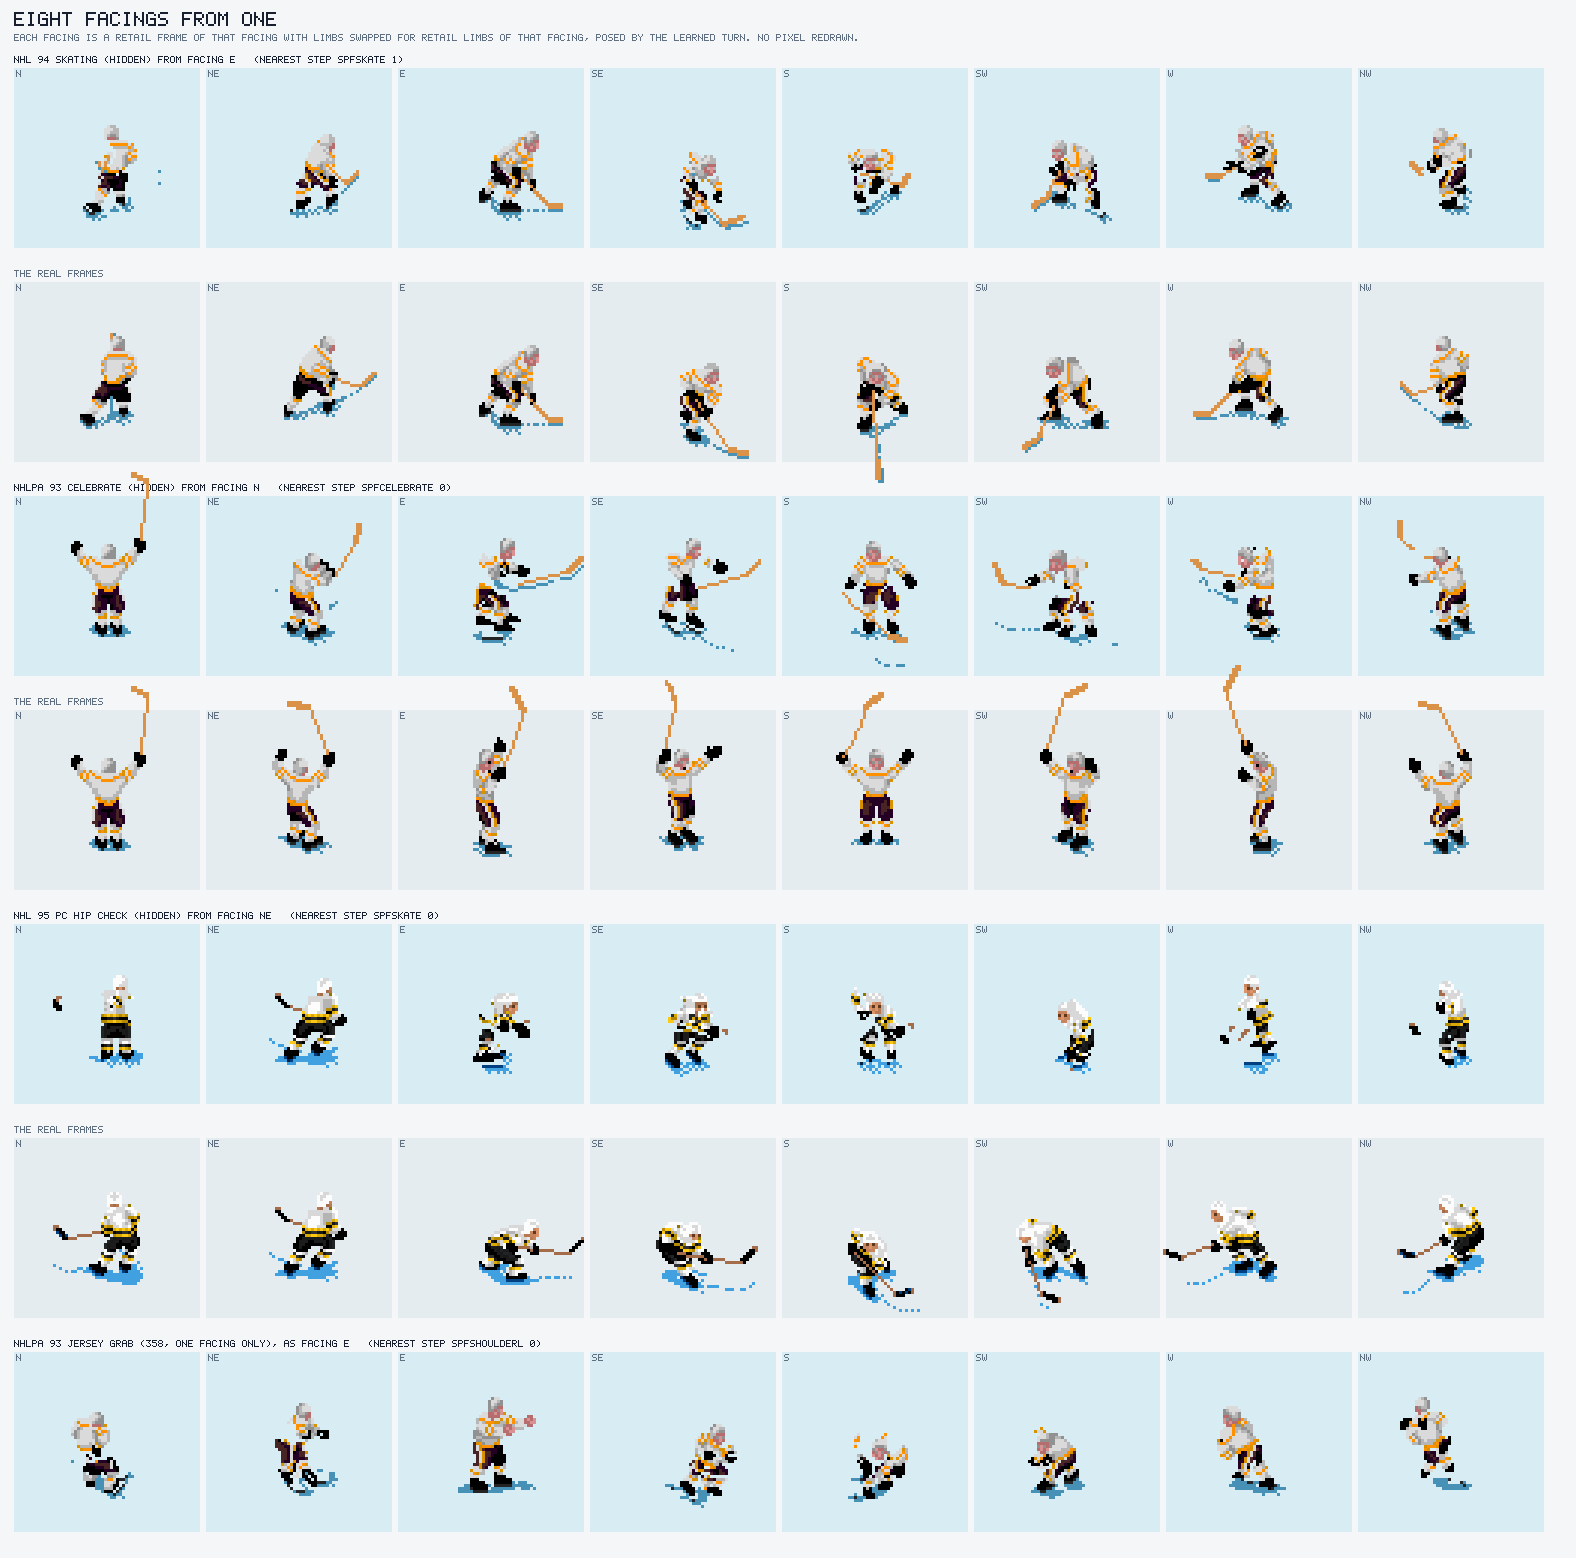 EIGHT FACINGS FROM ONE
EACH FACING IS A RETAIL FRAME OF THAT FACING WITH LIMBS SWAPPED FOR RETAIL LIMBS OF THAT FACING, POSED BY THE LEARNED TURN. NO PIXEL REDRAWN.
NHL 94 SKATING (HIDDEN) FROM FACING E (NEAREST STEP SPFSKATE 1)
N NE E SE S SW W NW
THE REAL FRAMES
N NE E SE S SW W NW
NHLPA 93 CELEBRATE (HIDDEN) FROM FACING N (NEAREST STEP SPFCELEBRATE 0)
N NE E SE S SW W NW
THE REAL FRAMES
N NE E SE S SW W NW
NHL 95 PC HIP CHECK (HIDDEN) FROM FACING NE (NEAREST STEP SPFSKATE 0)
N NE E SE S SW W NW
THE REAL FRAMES
N NE E SE S SW W NW
NHLPA 93 JERSEY GRAB (358, ONE FACING ONLY), AS FACING E (NEAREST STEP SPFSHOULDERL 0)
N NE E SE S SW W NW